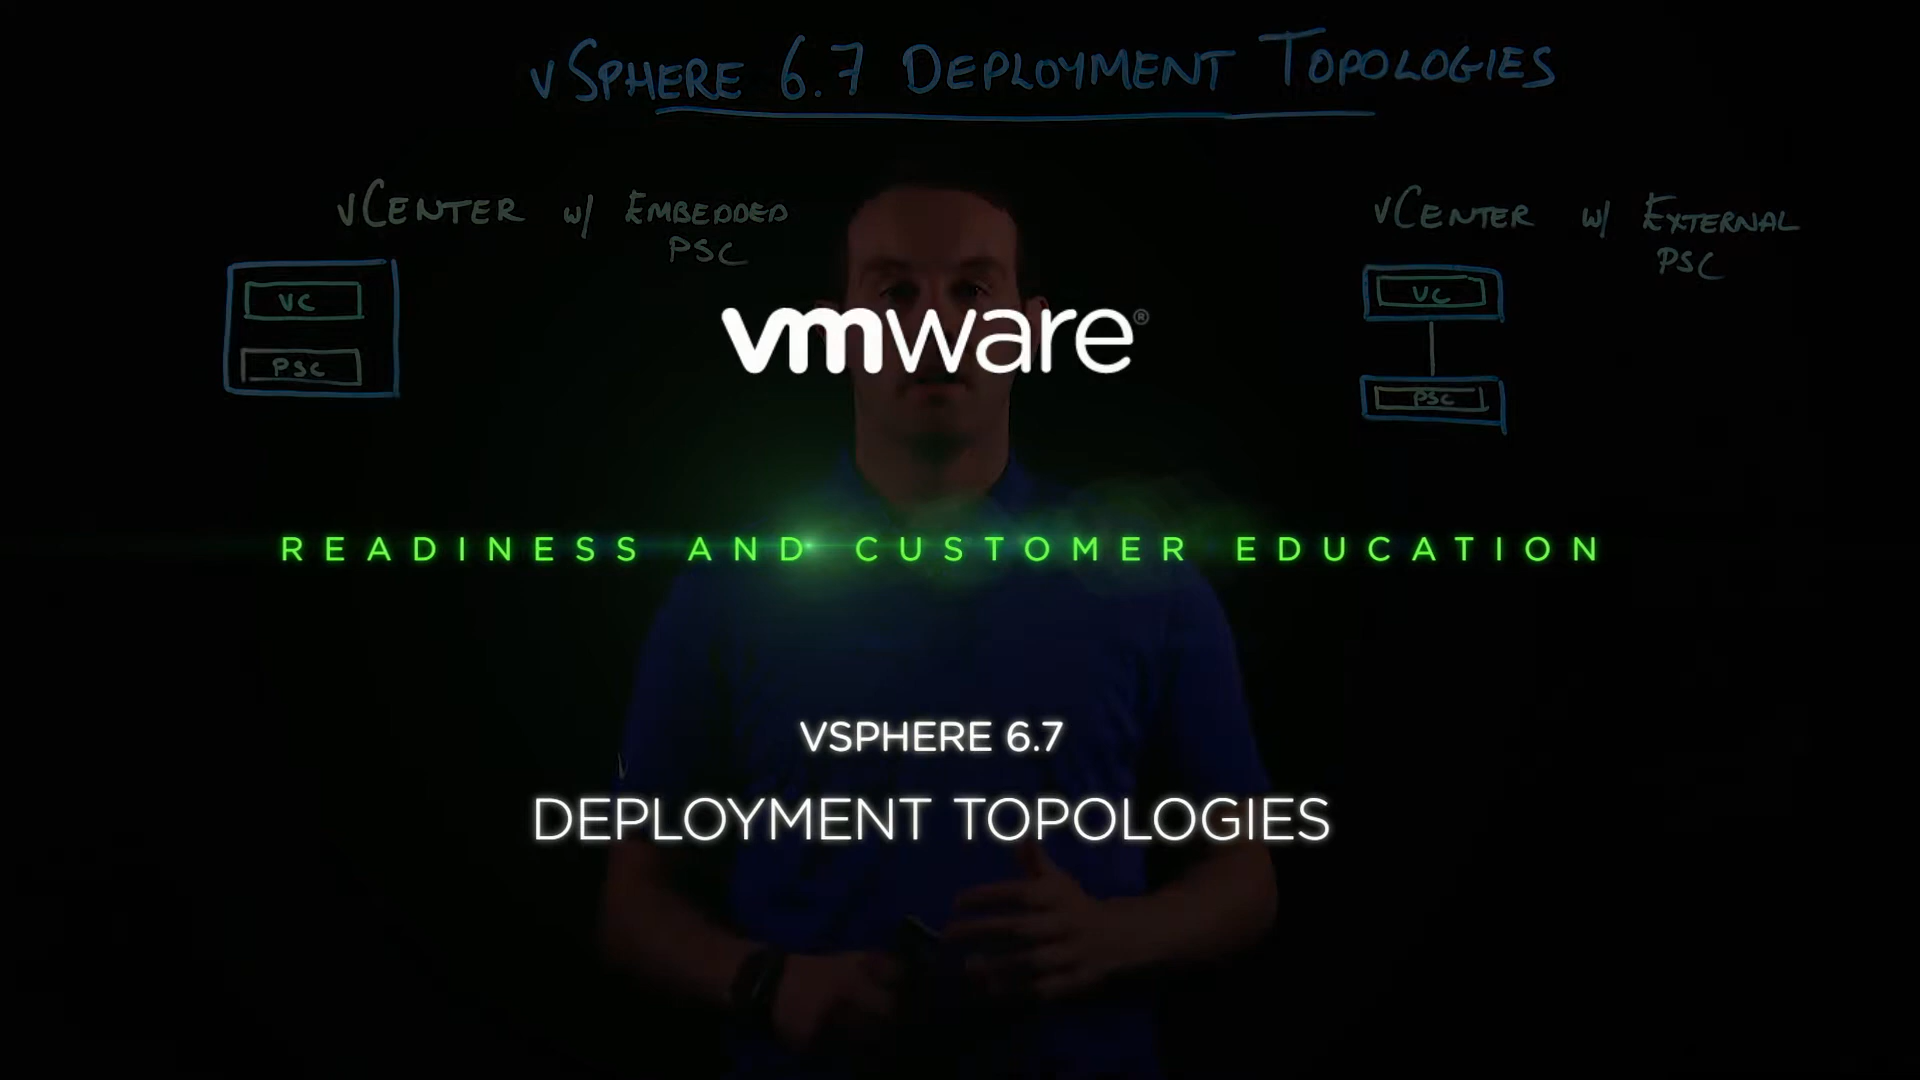 vSPHERE 6.7 DEPLOYMENT TOPOLOGIES
vCENTER w/ EMBEDDED
PSC
VC
PSC
vCENTER w/ EXTERNAL
PSC
VC
PSC
vmware®
READINESS AND CUSTOMER EDUCATION
VSPHERE 6.7
DEPLOYMENT TOPOLOGIES